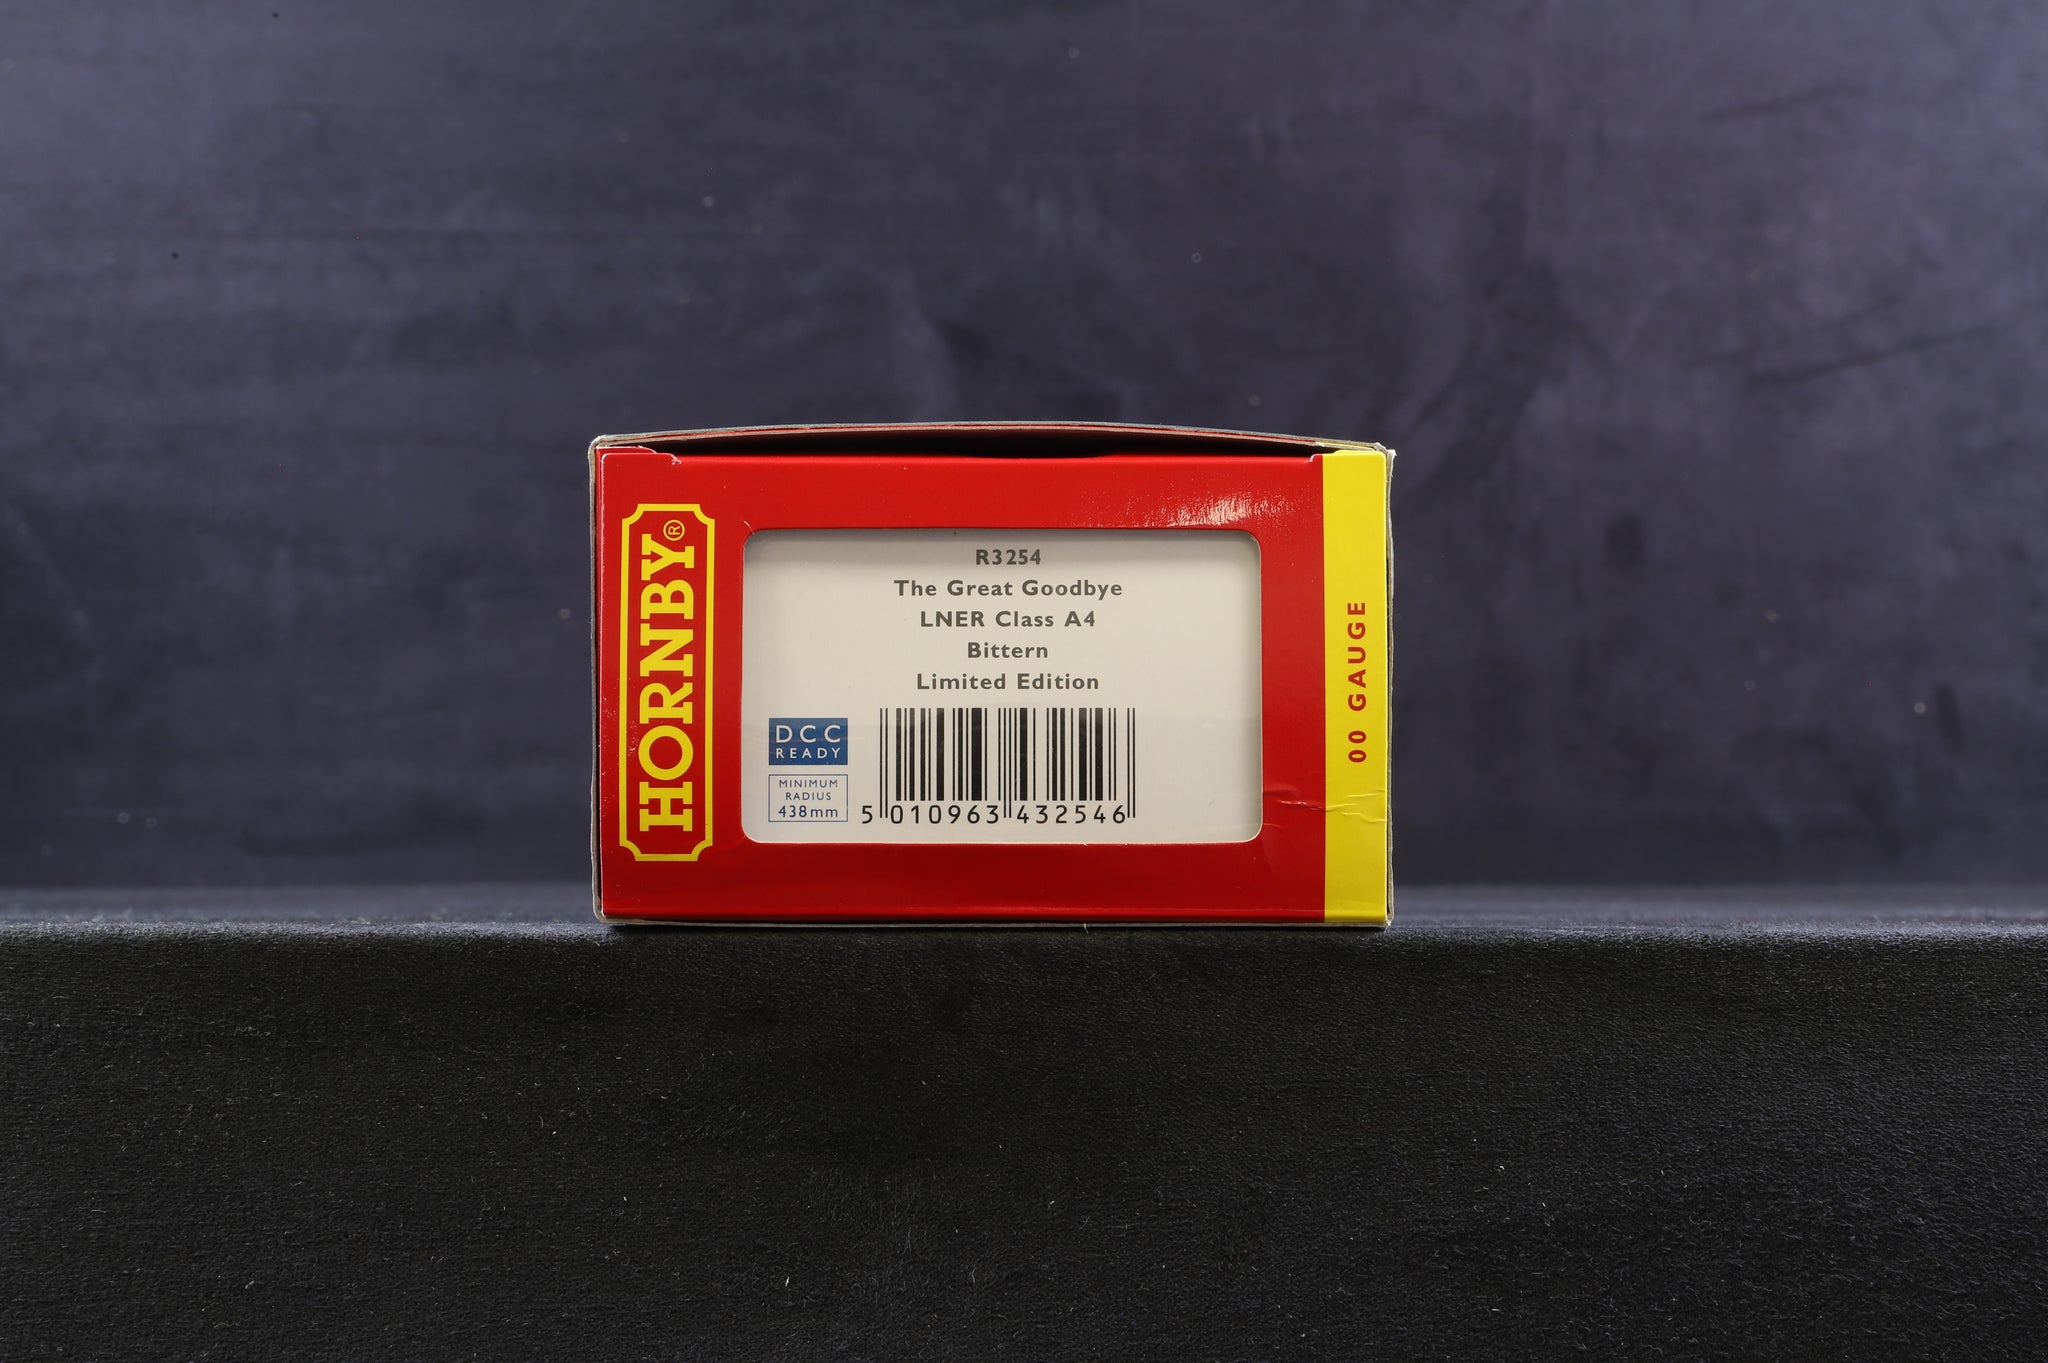 HORNBY®
R3254
The Great Goodbye
LNER Class A4
Bittern
Limited Edition
DCC
READY
MINIMUM
RADIUS
438mm
5 010963 432546
00 GAUGE